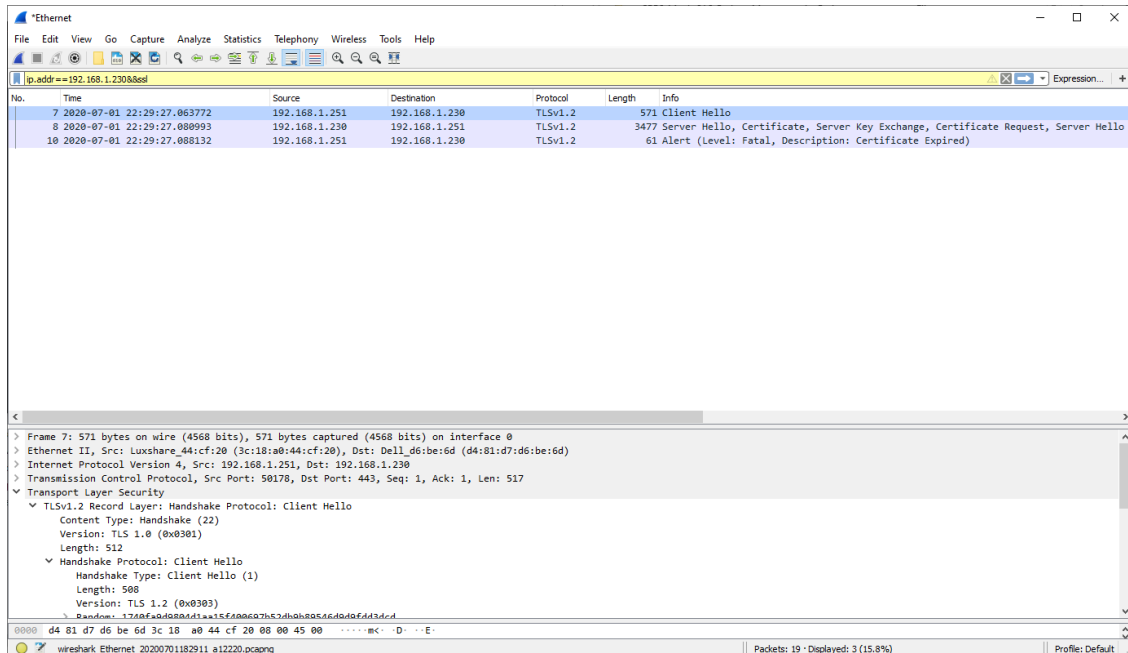 *Ethernet
File Edit View Go Capture Analyze Statistics Telephony Wireless Tools Help
ip.addr==192.168.1.230&&ssl Expression... +
No. Time Source Destination Protocol Length Info
7 2020-07-01 22:29:27.063772 192.168.1.251 192.168.1.230 TLSv1.2 571 Client Hello
8 2020-07-01 22:29:27.080993 192.168.1.230 192.168.1.251 TLSv1.2 3477 Server Hello, Certificate, Server Key Exchange, Certificate Request, Server Hello
10 2020-07-01 22:29:27.088132 192.168.1.251 192.168.1.230 TLSv1.2 61 Alert (Level: Fatal, Description: Certificate Expired)
> Frame 7: 571 bytes on wire (4568 bits), 571 bytes captured (4568 bits) on interface 0
> Ethernet II, Src: Luxshare_44:cf:20 (3c:18:a0:44:cf:20), Dst: Dell_d6:be:6d (d4:81:d7:d6:be:6d)
> Internet Protocol Version 4, Src: 192.168.1.251, Dst: 192.168.1.230
> Transmission Control Protocol, Src Port: 50178, Dst Port: 443, Seq: 1, Ack: 1, Len: 517
Transport Layer Security
TLSv1.2 Record Layer: Handshake Protocol: Client Hello
Content Type: Handshake (22)
Version: TLS 1.0 (0x0301)
Length: 512
Handshake Protocol: Client Hello
Handshake Type: Client Hello (1)
Length: 508
Version: TLS 1.2 (0x0303)
> Random:
0000 d4 81 d7 d6 be 6d 3c 18 a0 44 cf 20 08 00 45 00 ·····m<· ·D· ··E·
wireshark_Ethernet_20200701182911_a12220.pcapng Packets: 19 · Displayed: 3 (15.8%) Profile: Default